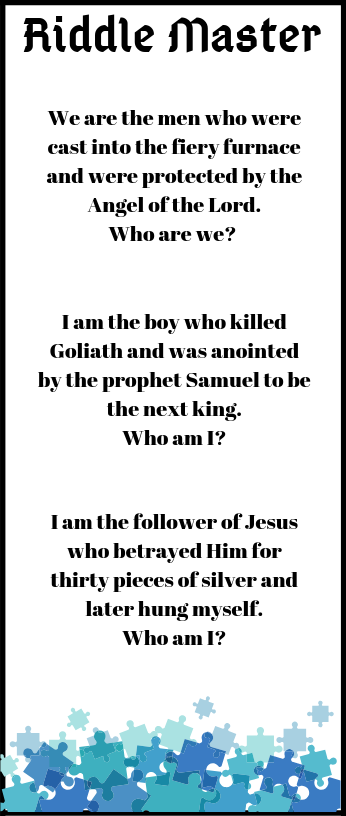 Riddle Master
We are the men who were
cast into the fiery furnace
and were protected by the
Angel of the Lord.
Who are we?
I am the boy who killed
Goliath and was anointed
by the prophet Samuel to be
the next king.
Who am I?
I am the follower of Jesus
who betrayed Him for
thirty pieces of silver and
later hung myself.
Who am I?